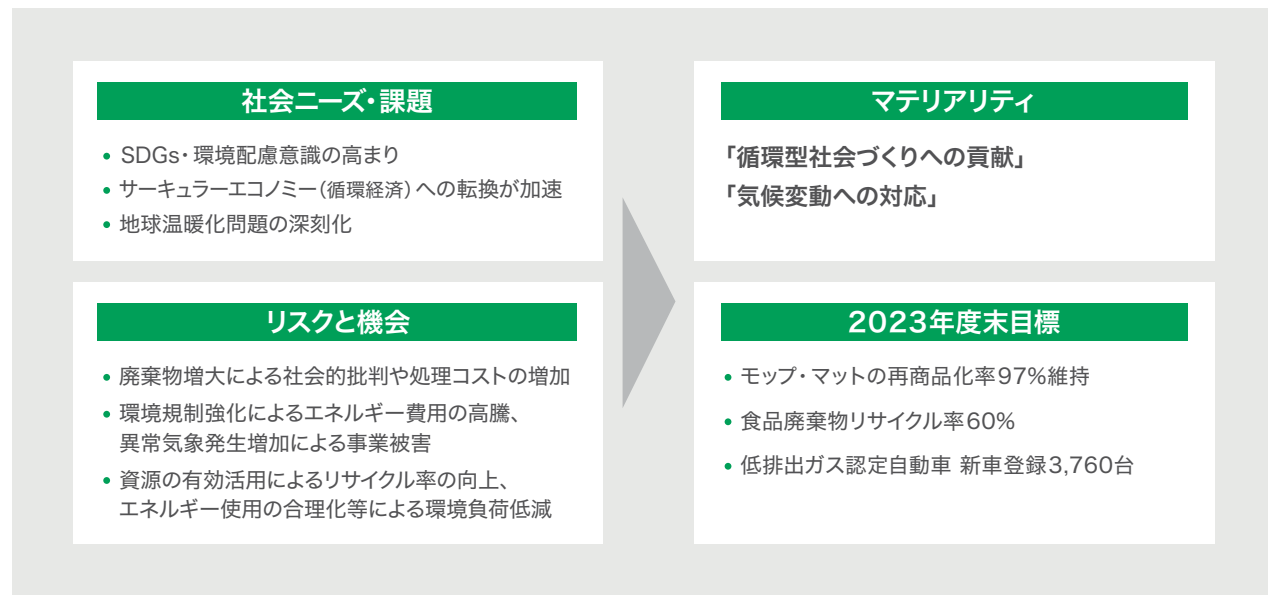 社会ニーズ・課題
• SDGs・環境配慮意識の高まり
• サーキュラーエコノミー（循環経済）への転換が加速
• 地球温暖化問題の深刻化
リスクと機会
• 廃棄物増大による社会的批判や処理コストの増加
• 環境規制強化によるエネルギー費用の高騰、
異常気象発生増加による事業被害
• 資源の有効活用によるリサイクル率の向上、
エネルギー使用の合理化等による環境負荷低減
マテリアリティ
「循環型社会づくりへの貢献」
「気候変動への対応」
2023年度末目標
• モップ・マットの再商品化率97%維持
• 食品廃棄物リサイクル率60%
• 低排出ガス認定自動車 新車登録3,760台